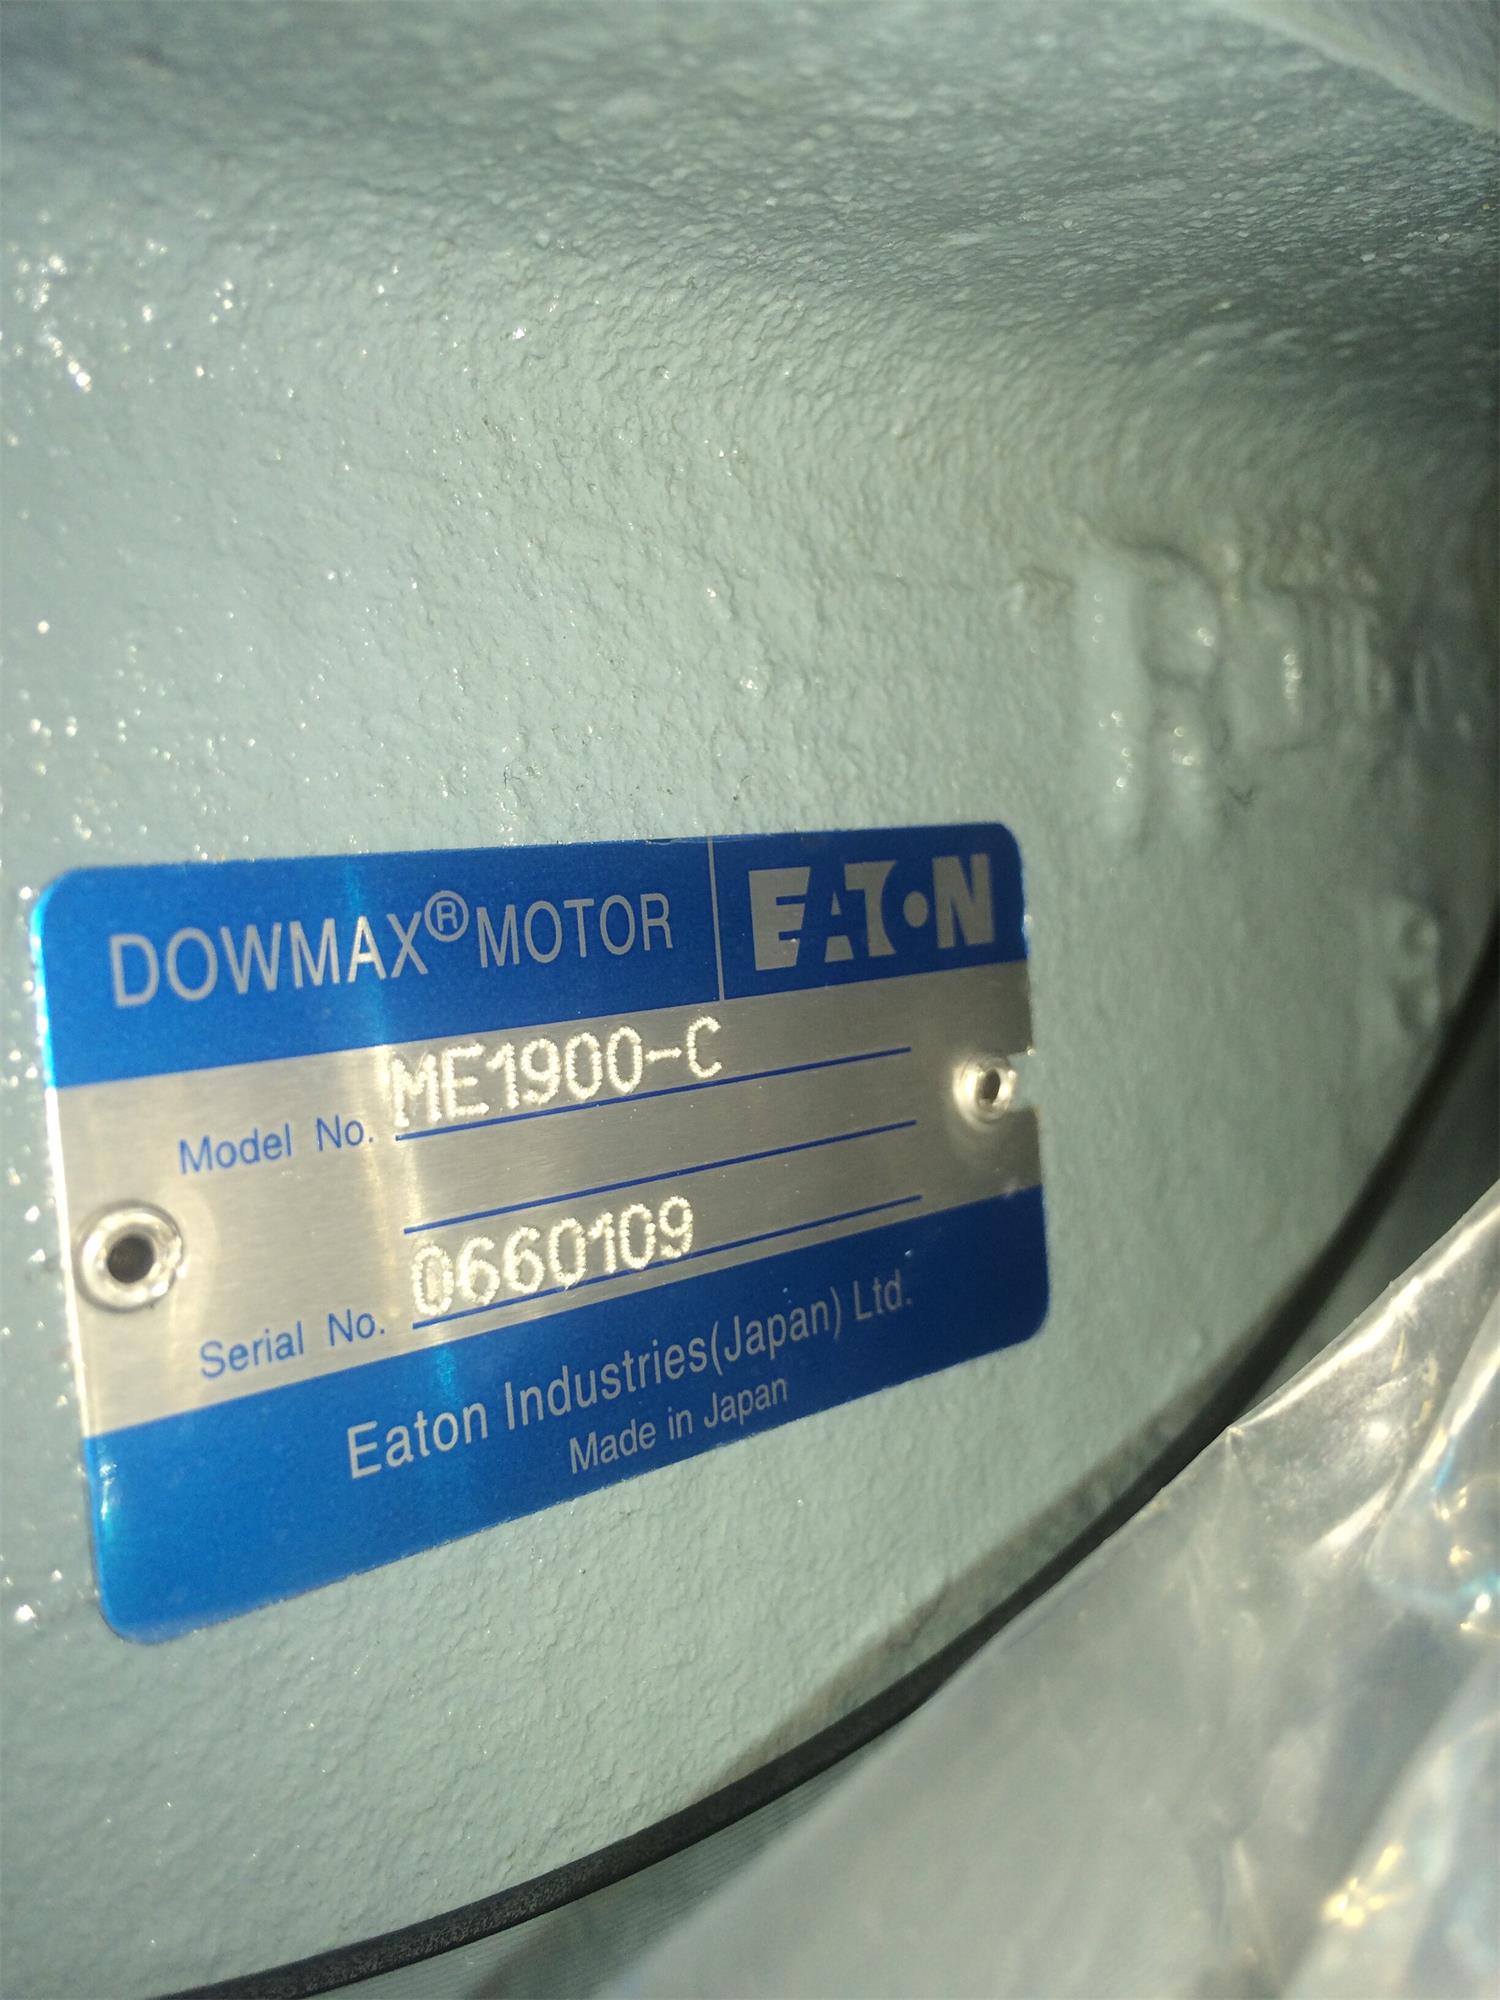 DOWMAX® MOTOR EATON
Model No. ME1900-C
Serial No. 0660109
Eaton Industries(Japan) Ltd.
Made in Japan